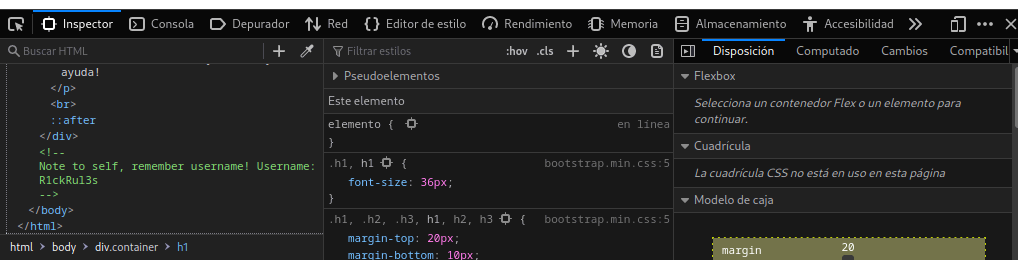 Inspector Consola Depurador Red Editor de estilo Rendimiento Memoria Almacenamiento Accesibilidad
Buscar HTML
ayuda!
</p>
<br>
::after
</div>
<!--
Note to self, remember username! Username:
R1ckRul3s
-->
</body>
</html>
html > body > div.container > h1
Filtrar estilos :hov .cls
Pseudoelementos
Este elemento
elemento { en línea
}
.h1, h1 { bootstrap.min.css:5
font-size: 36px;
}
.h1, .h2, .h3, h1, h2, h3 { bootstrap.min.css:5
margin-top: 20px;
margin-bottom: 10px;
Disposición Computado Cambios Compatibil
Flexbox
Selecciona un contenedor Flex o un elemento para
continuar.
Cuadrícula
La cuadrícula CSS no está en uso en esta página
Modelo de caja
margin 20